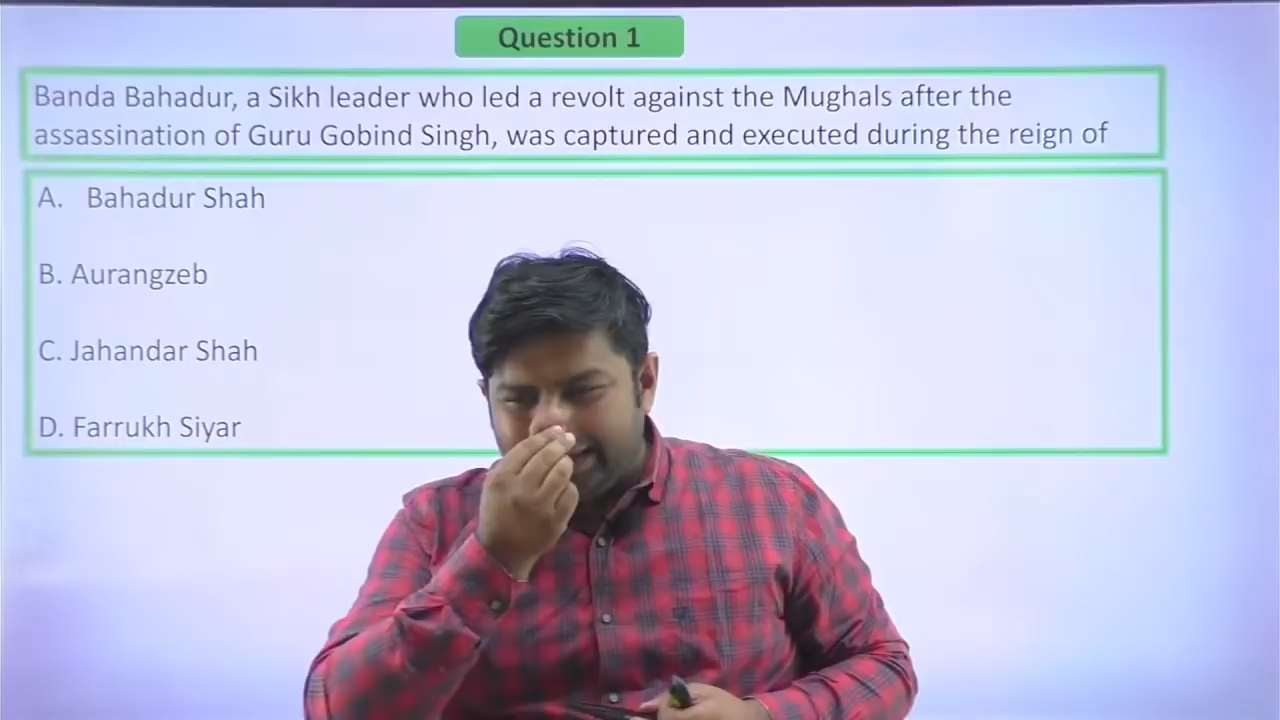 Question 1
Banda Bahadur, a Sikh leader who led a revolt against the Mughals after the
assassination of Guru Gobind Singh, was captured and executed during the reign of
A. Bahadur Shah
B. Aurangzeb
C. Jahandar Shah
D. Farrukh Siyar